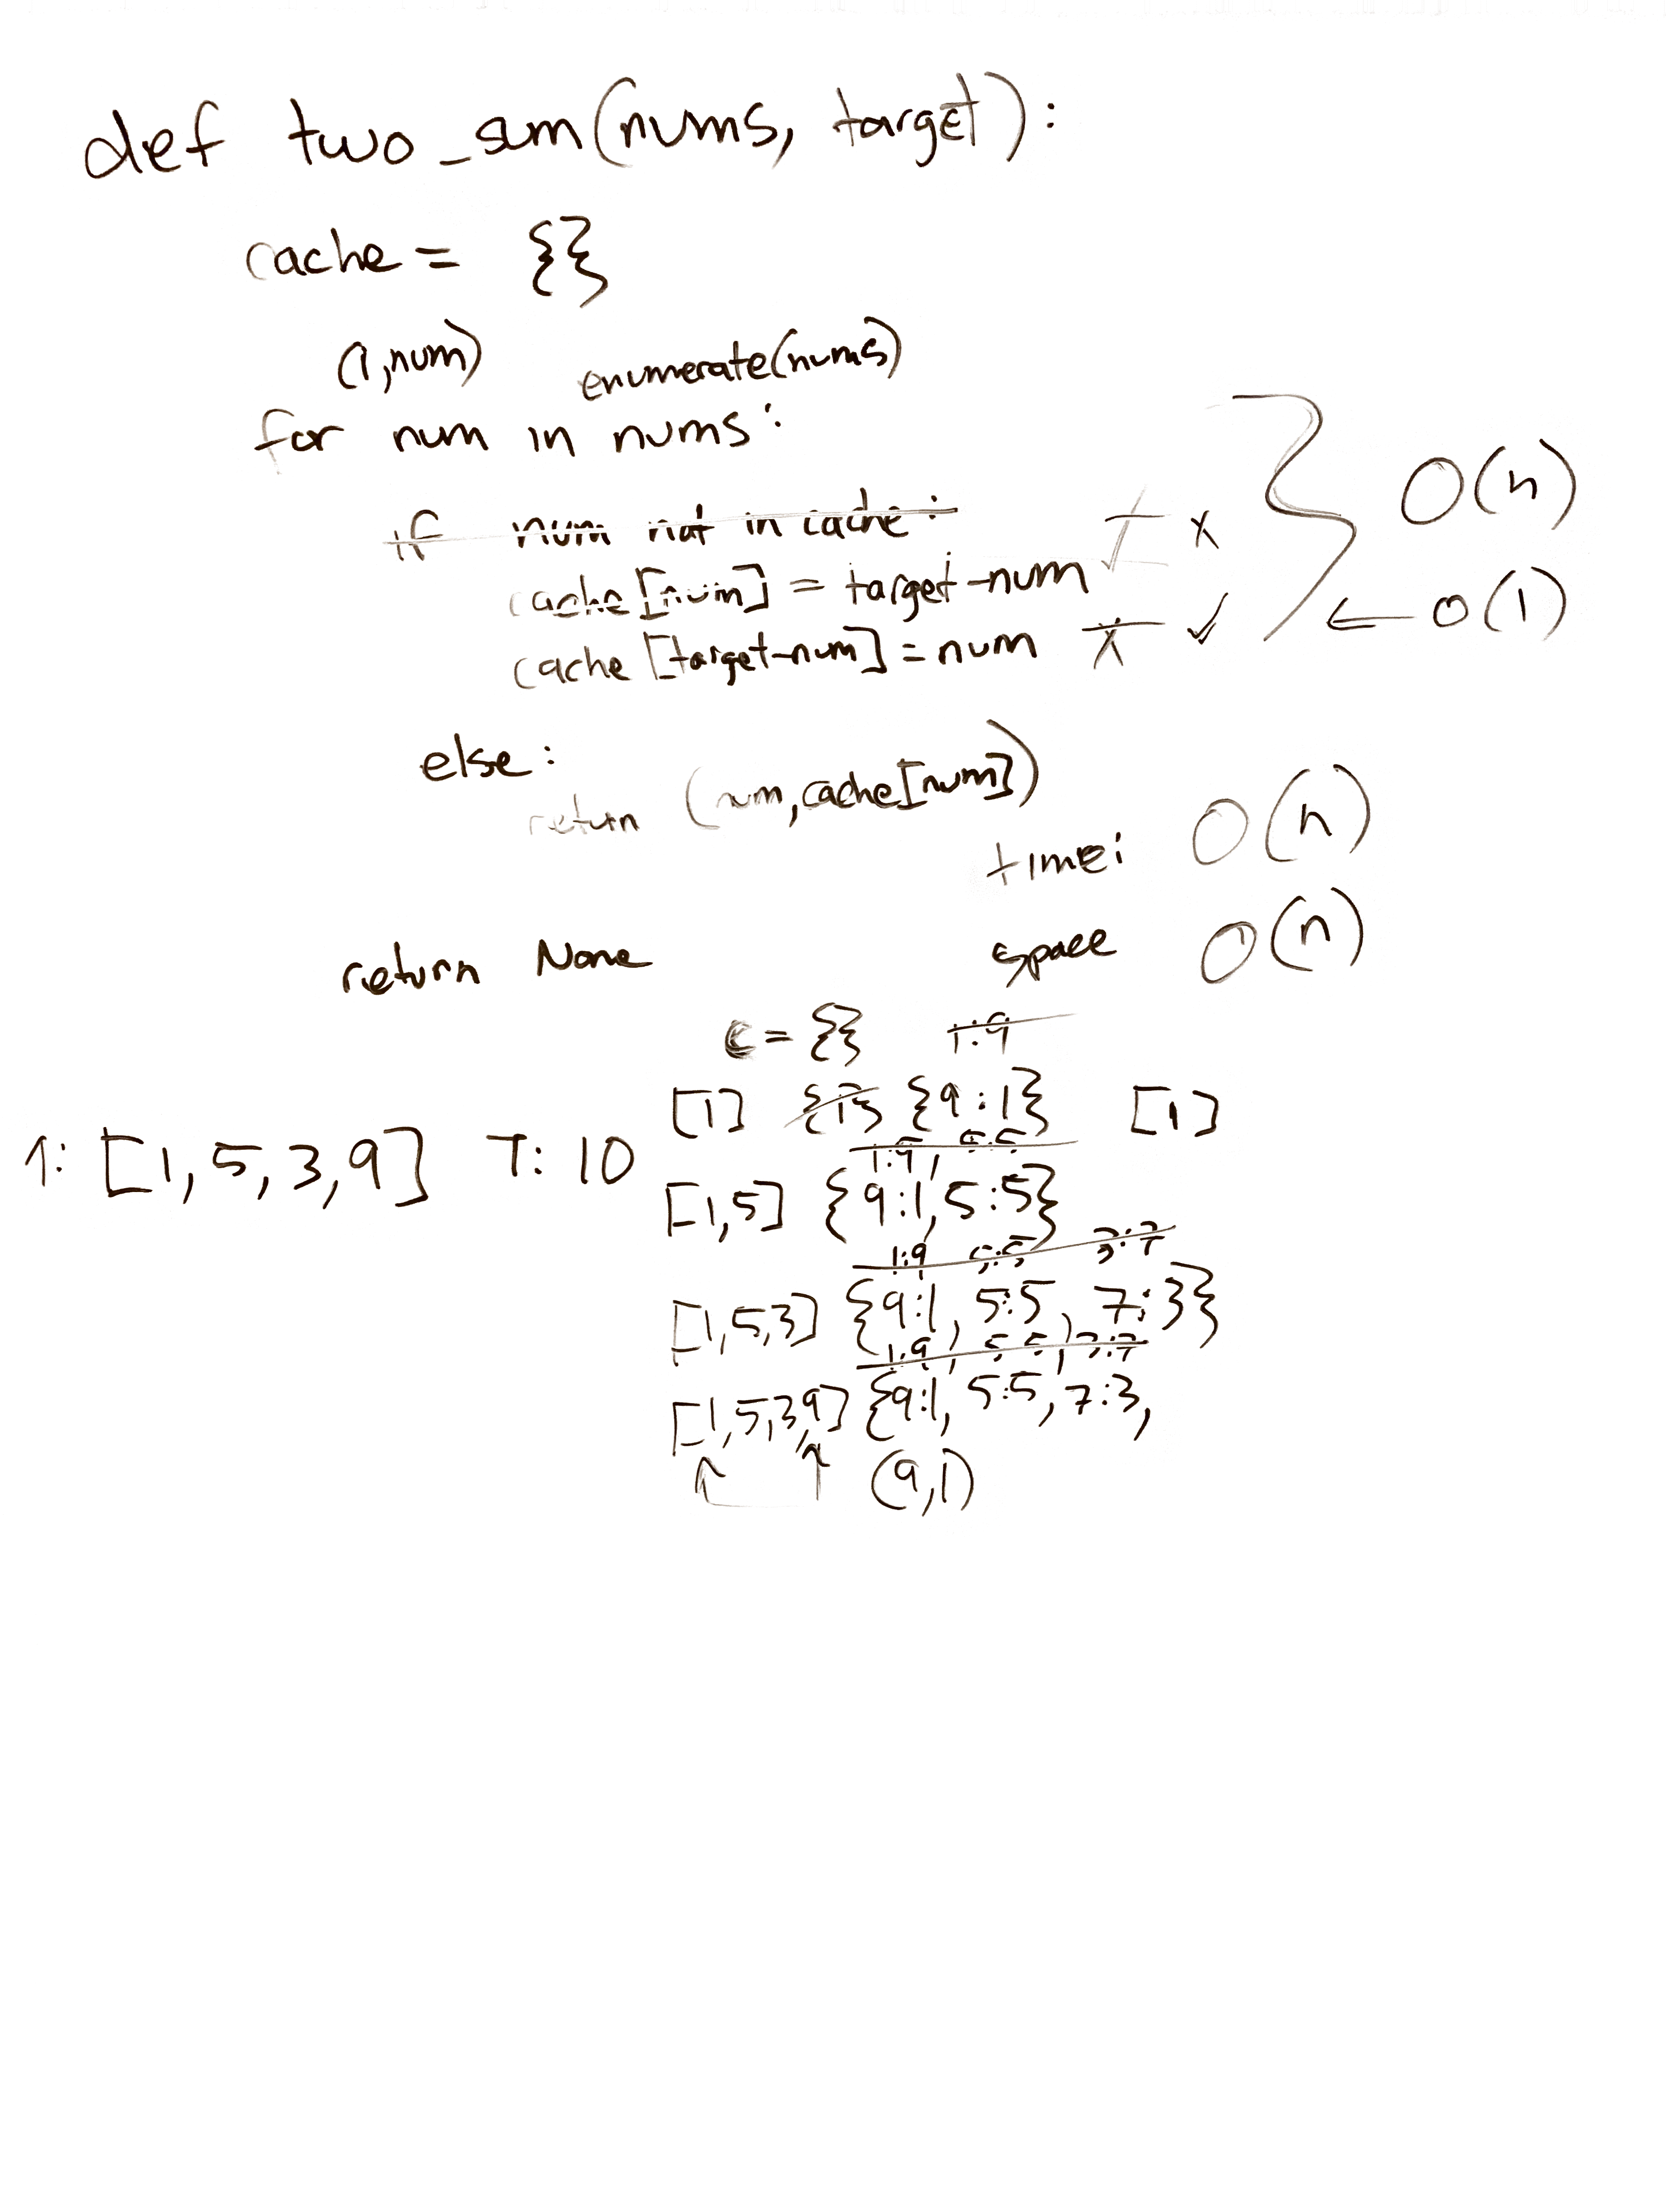 def two_sum(nums, target):
cache = {}
(i,num) enumerate(nums)
for num in nums:
if num not in cache:
cache[num] = target-num ✓ x
cache[target-num] = num x ✓
O(n)
← O(1)
else:
return (num,cache[num])
time: O(n)
return None
space O(n)
c = {} 1:9
[1] {9:1} [1]
1:9, 5:5
1: [1,5,3,9] T: 10
[1,5] {9:1,5:5}
1:9 5:5 3:7
[1,5,3] {9:1, 5:5, 7:3}
1:9, 5:5, 3:7
[1,5,3,9] {9:1, 5:5, 7:3,
(9,1)